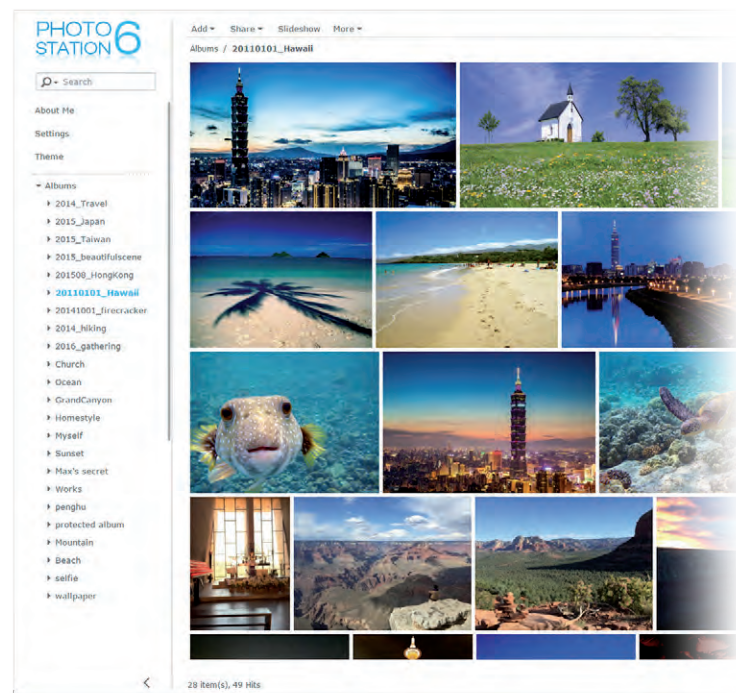 PHOTO
STATION 6
Search
About Me
Settings
Theme
Albums
2014_Travel
2015_Japan
2015_Taiwan
2015_beautifulscene
201508_HongKong
20110101_Hawaii
20141001_firecracker
2014_hiking
2016_gathering
Church
Ocean
GrandCanyon
Homestyle
Myself
Sunset
Max's secret
Works
penghu
protected album
Mountain
Beach
selfie
wallpaper
Add Share Slideshow More
Albums / 20110101_Hawaii
28 item(s), 49 Hits